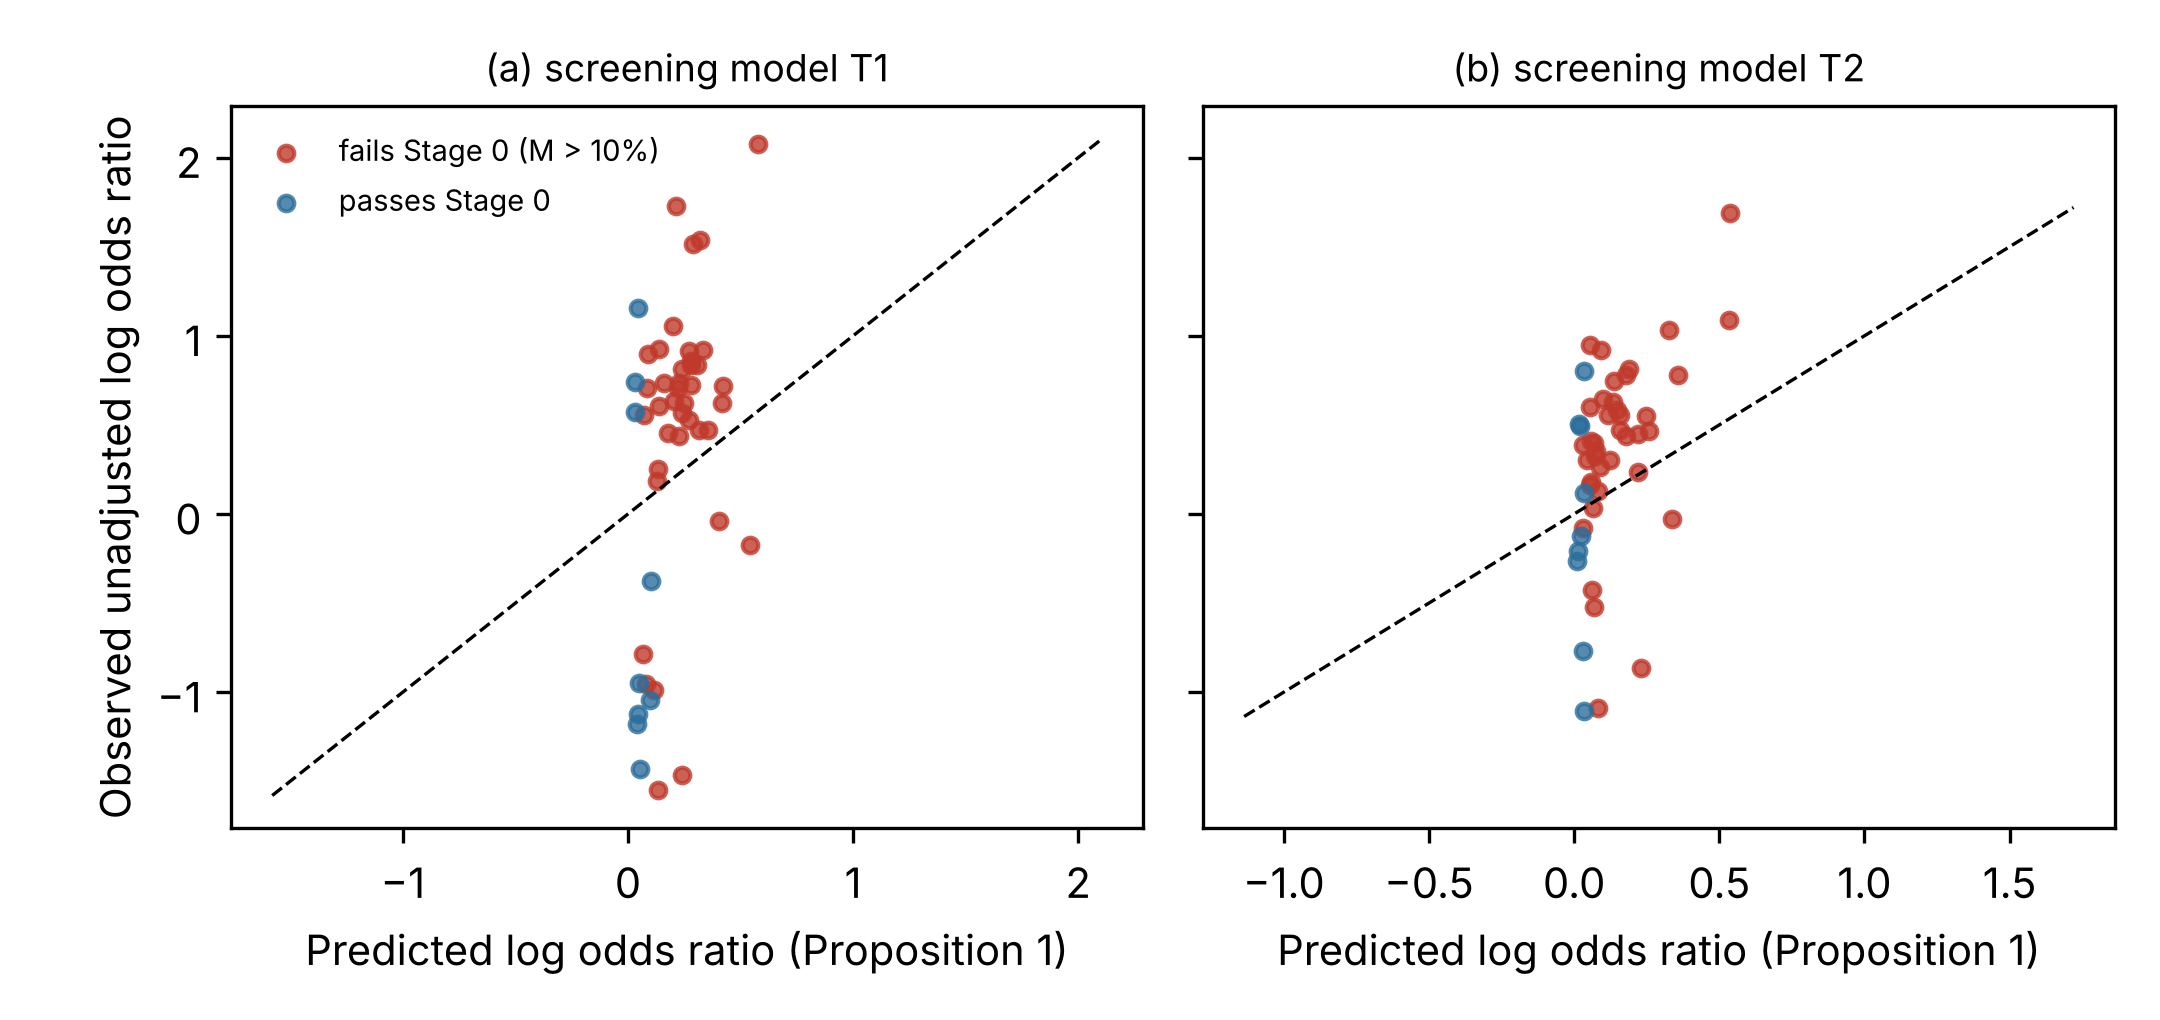 (a) screening model T1
(b) screening model T2
fails Stage 0 (M > 10%)
passes Stage 0
Observed unadjusted log odds ratio
2
1
0
−1
−1
0
1
2
−1.0
−0.5
0.0
0.5
1.0
1.5
Predicted log odds ratio (Proposition 1)
Predicted log odds ratio (Proposition 1)